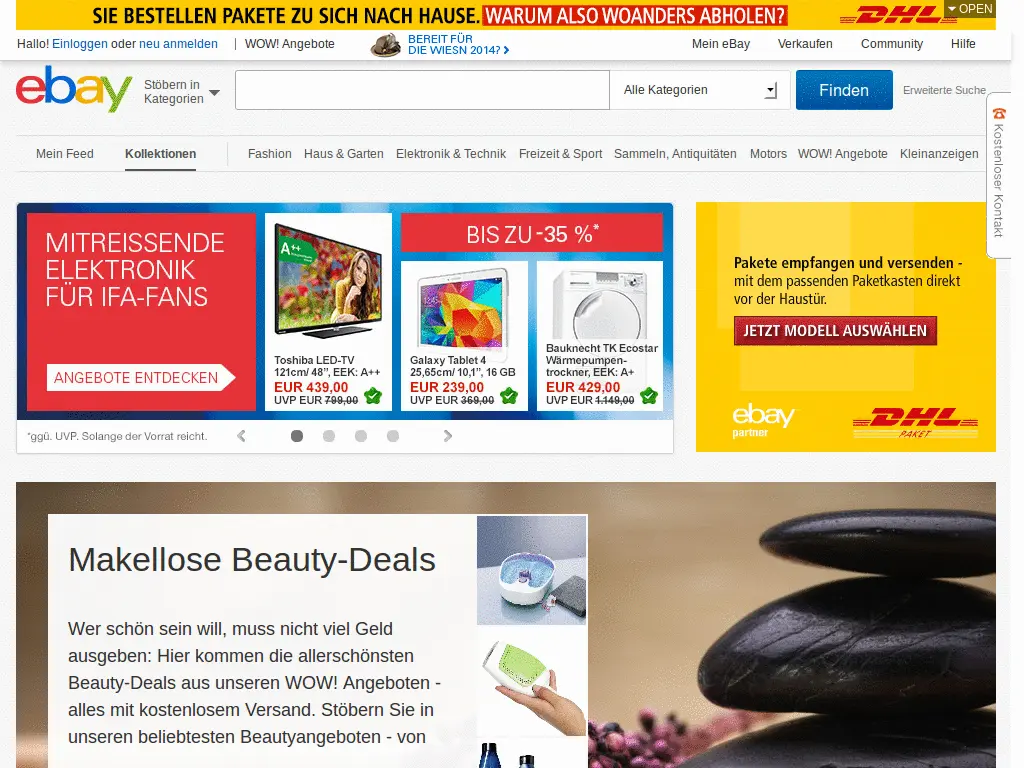 SIE BESTELLEN PAKETE ZU SICH NACH HAUSE. WARUM ALSO WOANDERS ABHOLEN? DHL OPEN
Hallo! Einloggen oder neu anmelden | WOW! Angebote
BEREIT FÜR
DIE WIESN 2014?
Mein eBay Verkaufen Community Hilfe
ebay
Stöbern in
Kategorien
Alle Kategorien
Finden
Erweiterte Suche
Kostenloser Kontakt
Mein Feed Kollektionen Fashion Haus & Garten Elektronik & Technik Freizeit & Sport Sammeln, Antiquitäten Motors WOW! Angebote Kleinanzeigen
MITREISSENDE
ELEKTRONIK
FÜR IFA-FANS
ANGEBOTE ENTDECKEN
A++
Toshiba LED-TV
121cm/ 48”, EEK: A++
EUR 439,00
UVP EUR 799,00
BIS ZU -35 %*
Galaxy Tablet 4
25,65cm/ 10,1”, 16 GB
EUR 239,00
UVP EUR 369,00
Bauknecht TK Ecostar
Wärmepumpen-
trockner, EEK: A+
EUR 429,00
UVP EUR 1.149,00
*ggü. UVP. Solange der Vorrat reicht.
Pakete empfangen und versenden -
mit dem passenden Paketkasten direkt
vor der Haustür.
JETZT MODELL AUSWÄHLEN
ebay
partner
DHL
PAKET
Makellose Beauty-Deals
Wer schön sein will, muss nicht viel Geld
ausgeben: Hier kommen die allerschönsten
Beauty-Deals aus unseren WOW! Angeboten -
alles mit kostenlosem Versand. Stöbern Sie in
unseren beliebtesten Beautyangeboten - von